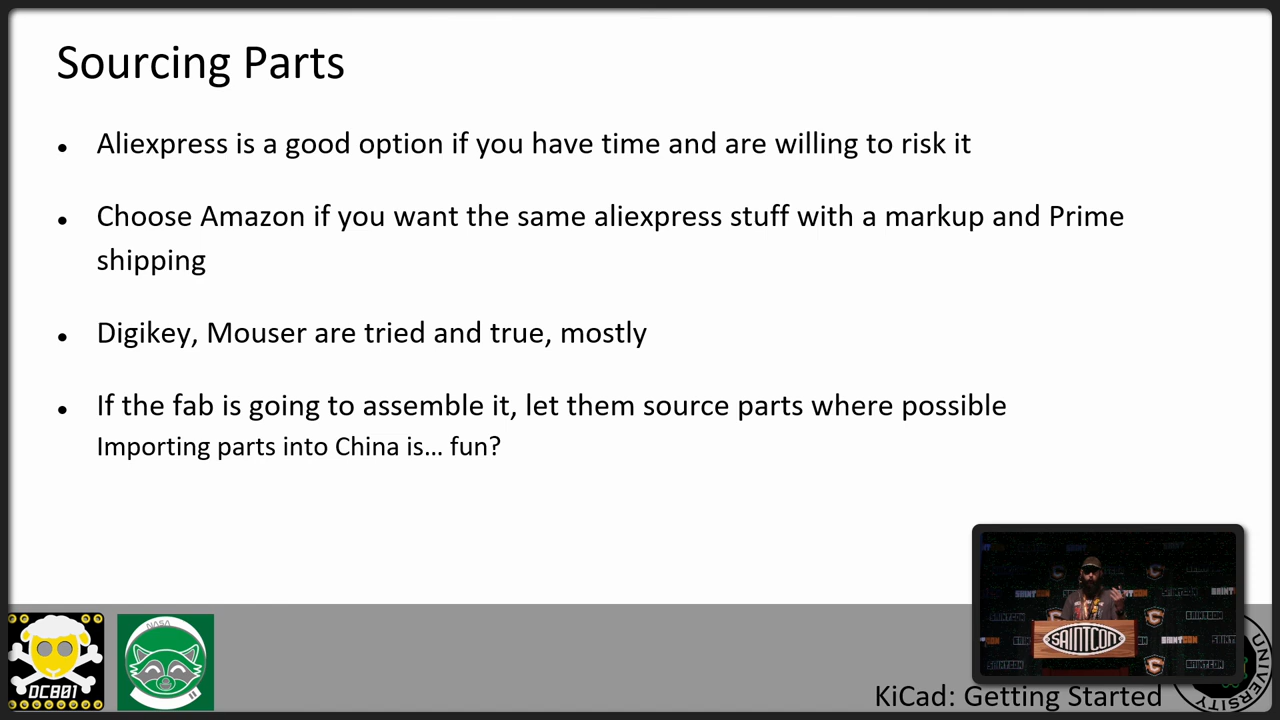 Sourcing Parts
Aliexpress is a good option if you have time and are willing to risk it
Choose Amazon if you want the same aliexpress stuff with a markup and Prime
shipping
Digikey, Mouser are tried and true, mostly
If the fab is going to assemble it, let them source parts where possible
Importing parts into China is… fun?
SAINTCON
NASA
DC801
UNIVERSITY
KiCad: Getting Started